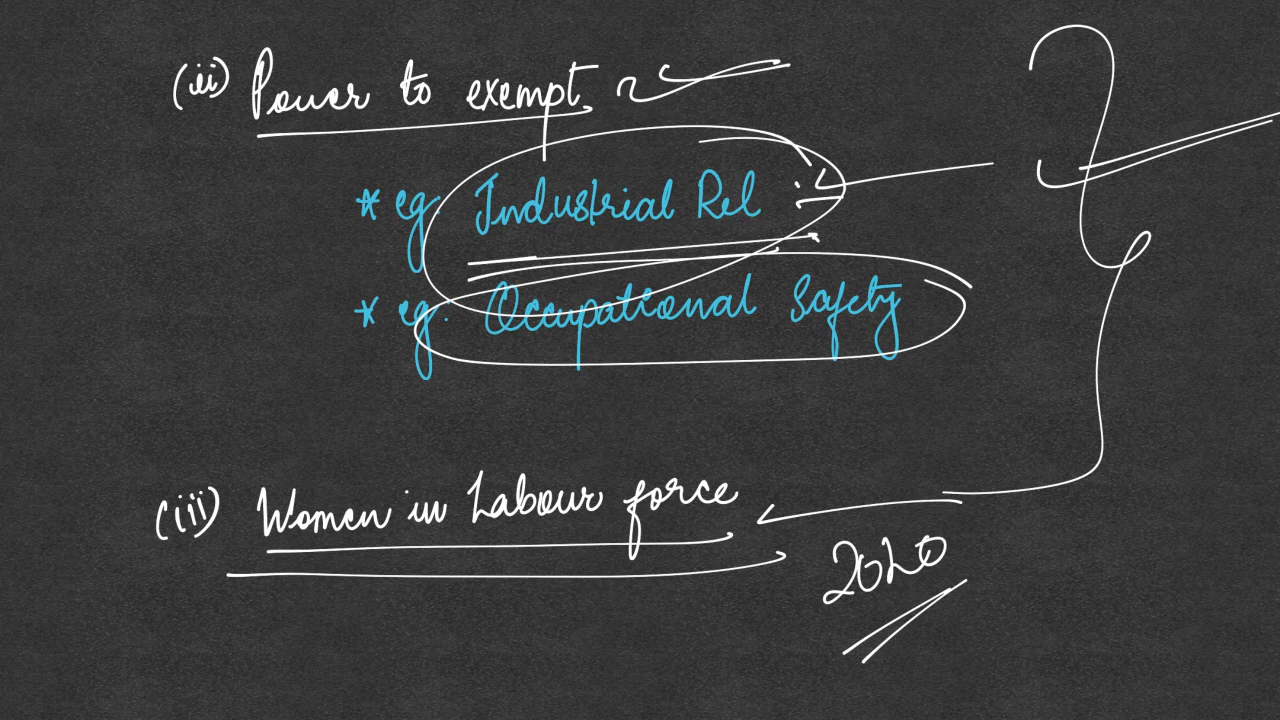 (ii) Power to exempt
* eg. Industrial Rel :
* eg. Occupational Safety
(iii) Women in Labour force
2020